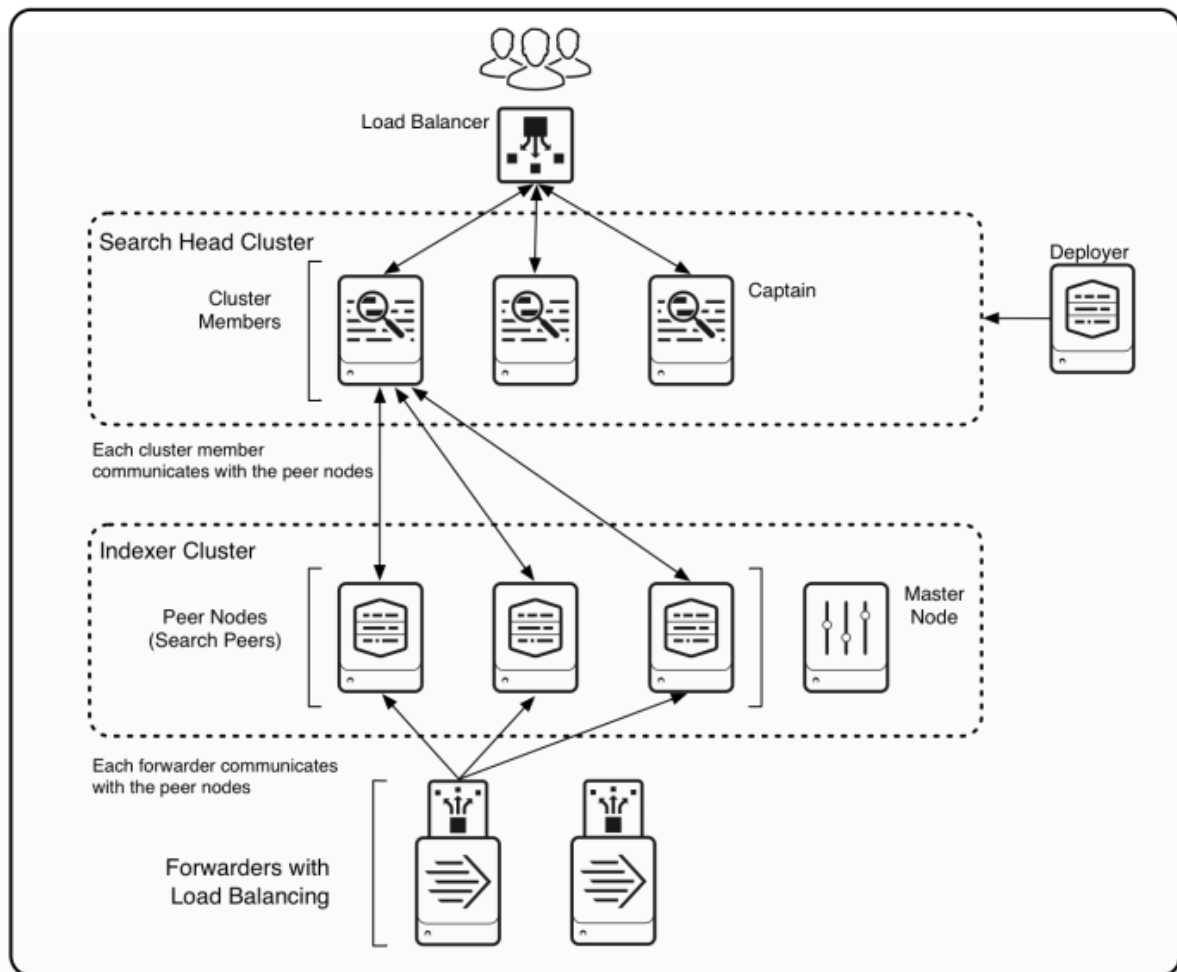 Load Balancer
Search Head Cluster
Deployer
Cluster
Members
Captain
Each cluster member
communicates with the peer nodes
Indexer Cluster
Peer Nodes
(Search Peers)
Master
Node
Each forwarder communicates
with the peer nodes
Forwarders with
Load Balancing